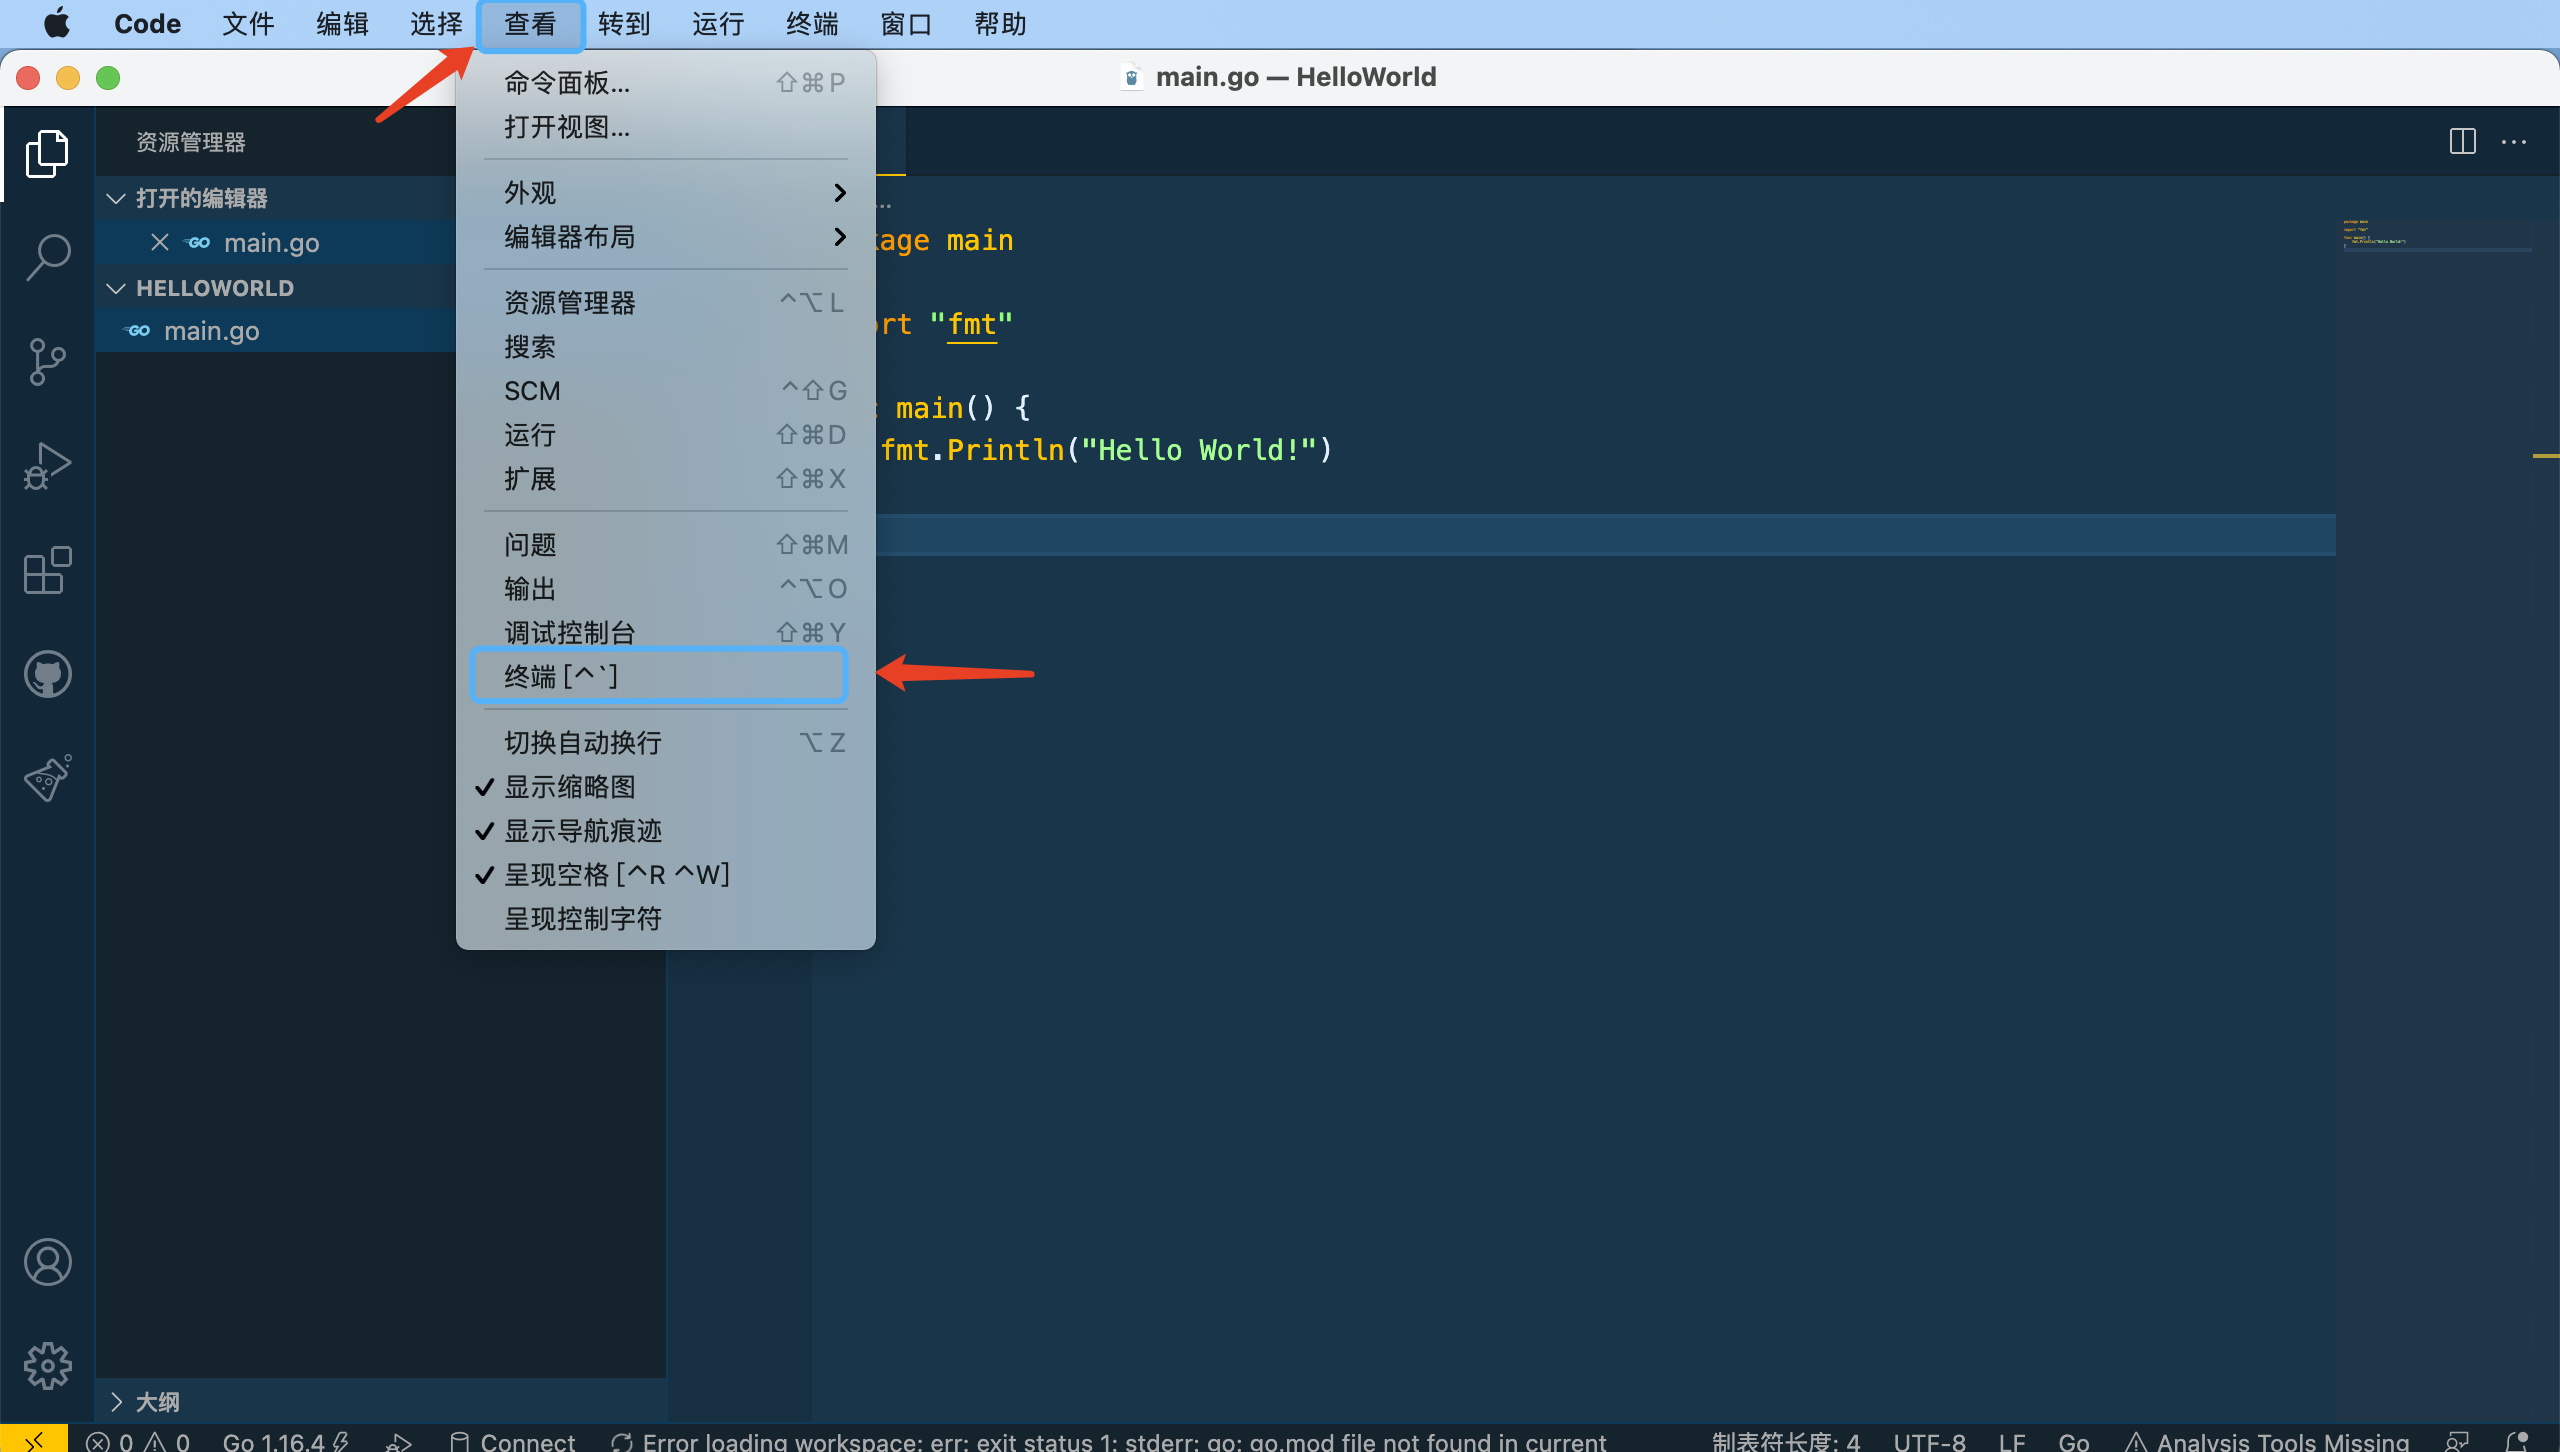 Code 文件 编辑 选择 查看 转到 运行 终端 窗口 帮助
main.go — HelloWorld
命令面板... ⇧⌘P
打开视图...
外观
编辑器布局
资源管理器 ^⌥L
搜索
SCM ^⇧G
运行 ⇧⌘D
扩展 ⇧⌘X
问题 ⇧⌘M
输出 ^⌥O
调试控制台 ⇧⌘Y
终端 [^`]
切换自动换行 ⌥Z
✓ 显示缩略图
✓ 显示导航痕迹
✓ 呈现空格 [^R ^W]
呈现控制字符
资源管理器
打开的编辑器
GO main.go
HELLOWORLD
GO main.go
大纲
...
kage main
ort "fmt"
main() {
fmt.Println("Hello World!")
0 0 Go 1.16.4 Connect Error loading workspace: err: exit status 1: stderr: go: go.mod file not found in current 制表符长度: 4 UTF-8 LF Go Analysis Tools Missing